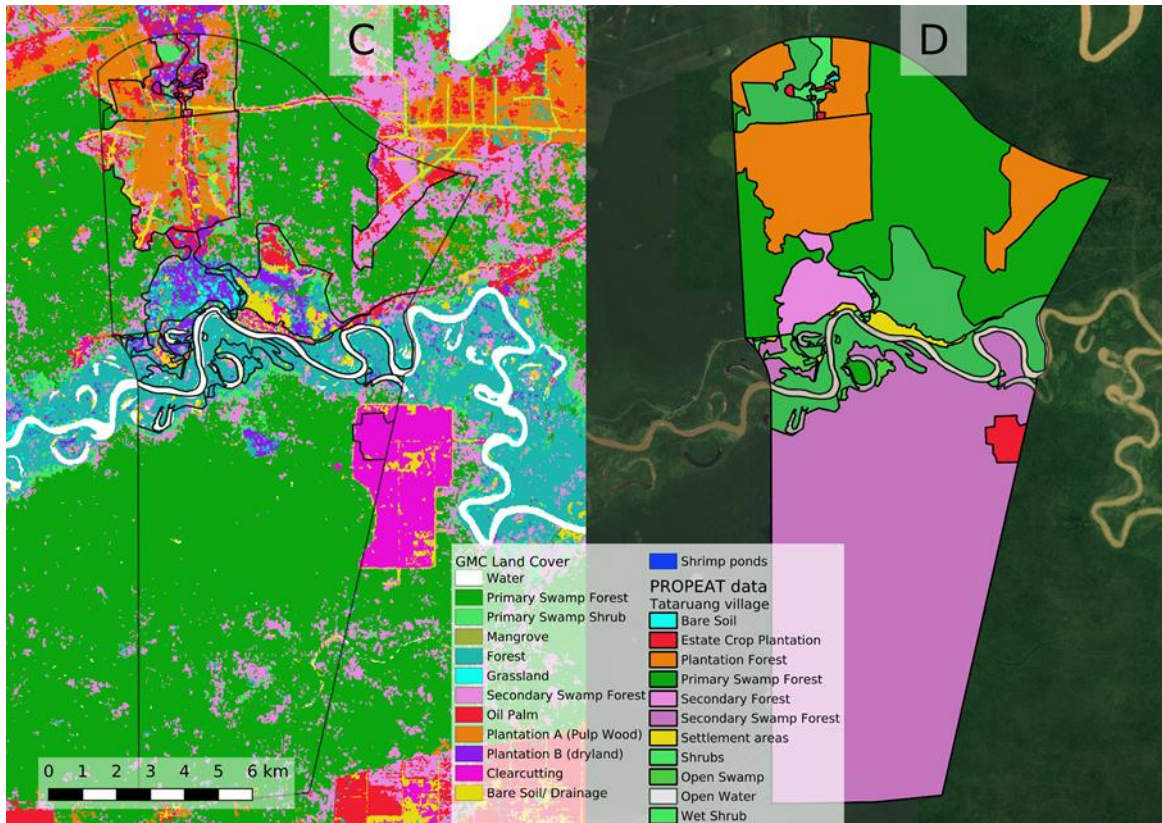 C
D
0 1 2 3 4 5 6 km
GMC Land Cover
Water
Primary Swamp Forest
Primary Swamp Shrub
Mangrove
Forest
Grassland
Secondary Swamp Forest
Oil Palm
Plantation A (Pulp Wood)
Plantation B (dryland)
Clearcutting
Bare Soil/ Drainage
Shrimp ponds
PROPEAT data
Tataruang village
Bare Soil
Estate Crop Plantation
Plantation Forest
Primary Swamp Forest
Secondary Forest
Secondary Swamp Forest
Settlement areas
Shrubs
Open Swamp
Open Water
Wet Shrub